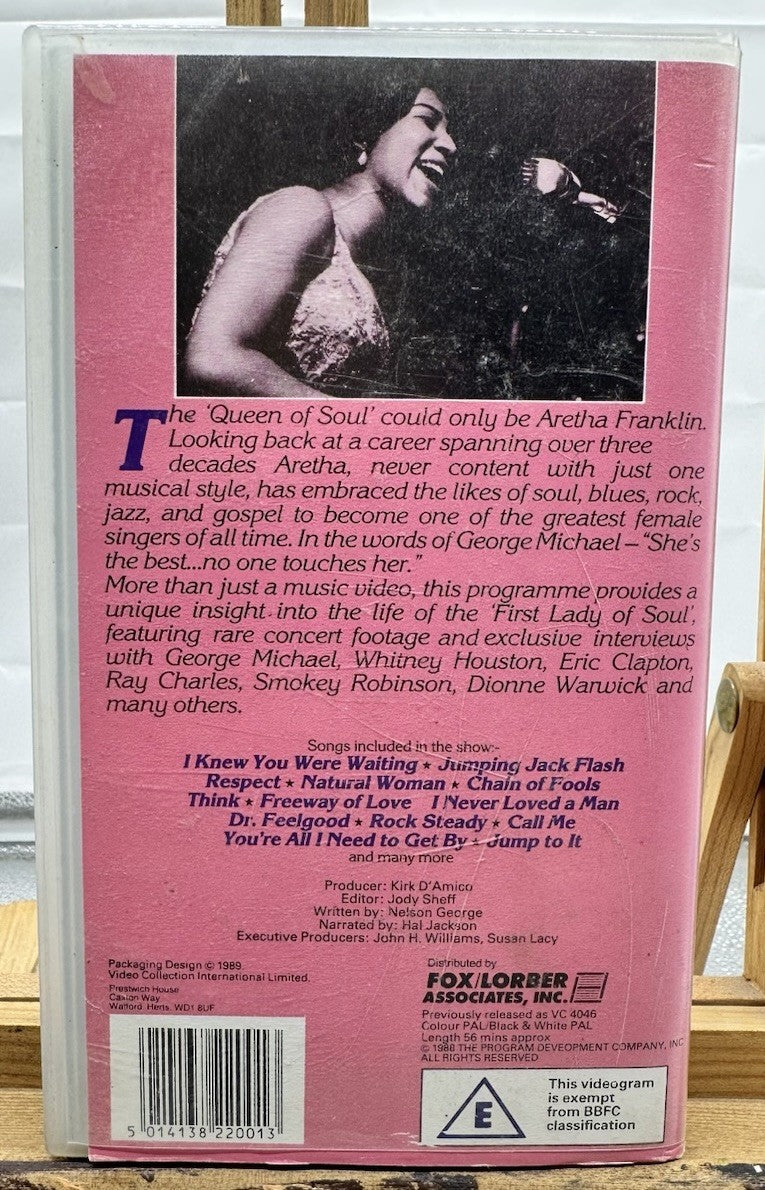 The 'Queen of Soul' could only be Aretha Franklin.
Looking back at a career spanning over three
decades Aretha, never content with just one
musical style, has embraced the likes of soul, blues, rock,
jazz, and gospel to become one of the greatest female
singers of all time. In the words of George Michael – "She's
the best...no one touches her."
More than just a music video, this programme provides a
unique insight into the life of the 'First Lady of Soul',
featuring rare concert footage and exclusive interviews
with George Michael, Whitney Houston, Eric Clapton,
Ray Charles, Smokey Robinson, Dionne Warwick and
many others.
Songs included in the show:-
I Knew You Were Waiting ★ Jumping Jack Flash
Respect ★ Natural Woman ★ Chain of Fools
Think ★ Freeway of Love I Never Loved a Man
Dr. Feelgood ★ Rock Steady ★ Call Me
You're All I Need to Get By ★ Jump to It
and many more
Producer: Kirk D'Amico
Editor: Jody Sheff
Written by: Nelson George
Narrated by: Hal Jackson
Executive Producers: John H. Williams, Susan Lacy
Packaging Design © 1989
Video Collection International Limited.
Prestwich House
Caxton Way
Watford. Herts. WD1 8UF
Distributed by
FOX/LORBER
ASSOCIATES, INC.
Previously released as VC 4046
Colour PAL/Black & White PAL
Length 56 mins approx
© 1988 THE PROGRAM DEVEOPMENT COMPANY, INC
ALL RIGHTS RESERVED
5 014138 220013
E
This videogram
is exempt
from BBFC
classification